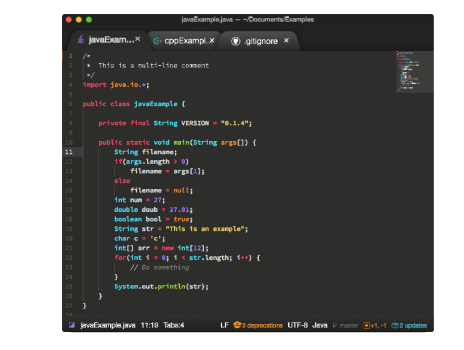 javaExample.java — ~/Documents/Examples
javaExam...× cppExampl.× .gitignore ×
1 /*
2 * This is a multi-line comment
3 */
4 import java.io.*;
5
6 public class javaExample {
7
8 private final String VERSION = "0.1.4";
9
10 public static void main(String args[]) {
11 String filename;
12 if(args.length > 0)
13 filename = args[1];
14 else
15 filename = null;
16 int num = 27;
17 double doub = 27.01;
18 boolean bool = true;
19 String str = "This is an example";
20 char c = 'c';
21 int[] arr = new int[12];
22 for(int i = 0; i < str.length; i++) {
23 // Do something
24 }
25 System.out.println(str);
26 }
27 }
javaExample.java 11:19 Tabs:4 LF 3 deprecations UTF-8 Java master +1, -1 2 updates